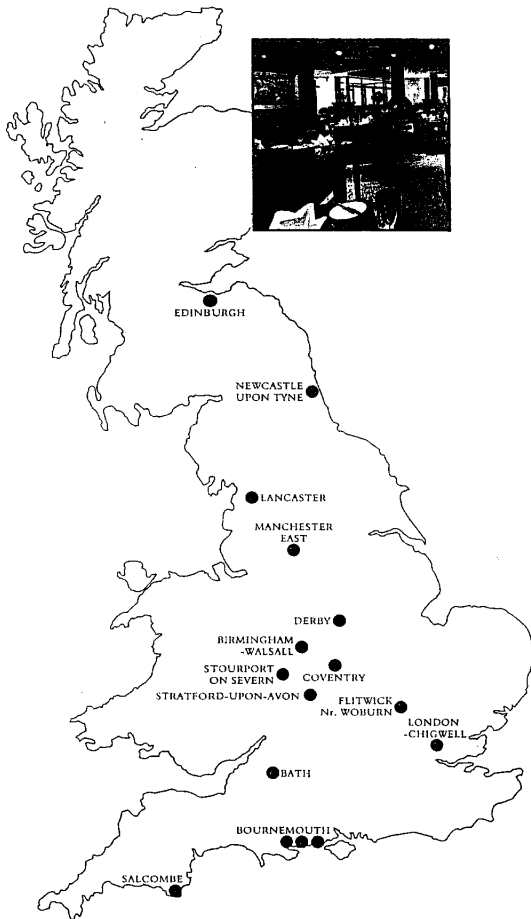 EDINBURGH
NEWCASTLE
UPON TYNE
LANCASTER
MANCHESTER
EAST
DERBY
BIRMINGHAM
-WALSALL
STOURPORT
ON SEVERN
COVENTRY
STRATFORD-UPON-AVON
FLITWICK
Nr. WOBURN
LONDON
-CHIGWELL
BATH
BOURNEMOUTH
SALCOMBE